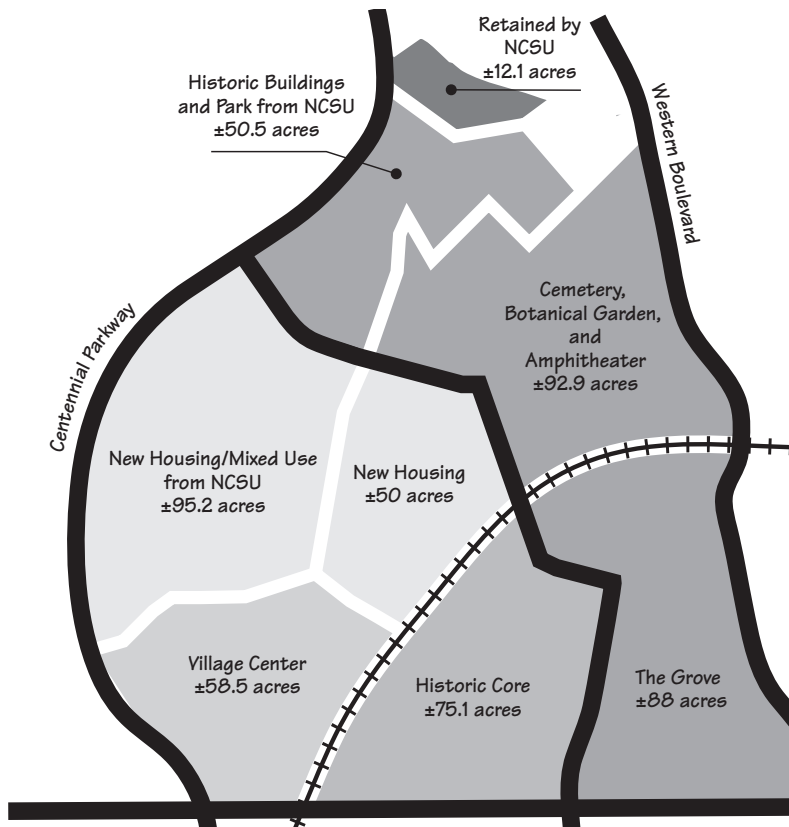 Retained by
NCSU
±12.1 acres
Historic Buildings
and Park from NCSU
±50.5 acres
Western Boulevard
Cemetery,
Botanical Garden,
and
Amphitheater
±92.9 acres
Centennial Parkway
New Housing/Mixed Use
from NCSU
±95.2 acres
New Housing
±50 acres
Village Center
±58.5 acres
Historic Core
±75.1 acres
The Grove
±88 acres